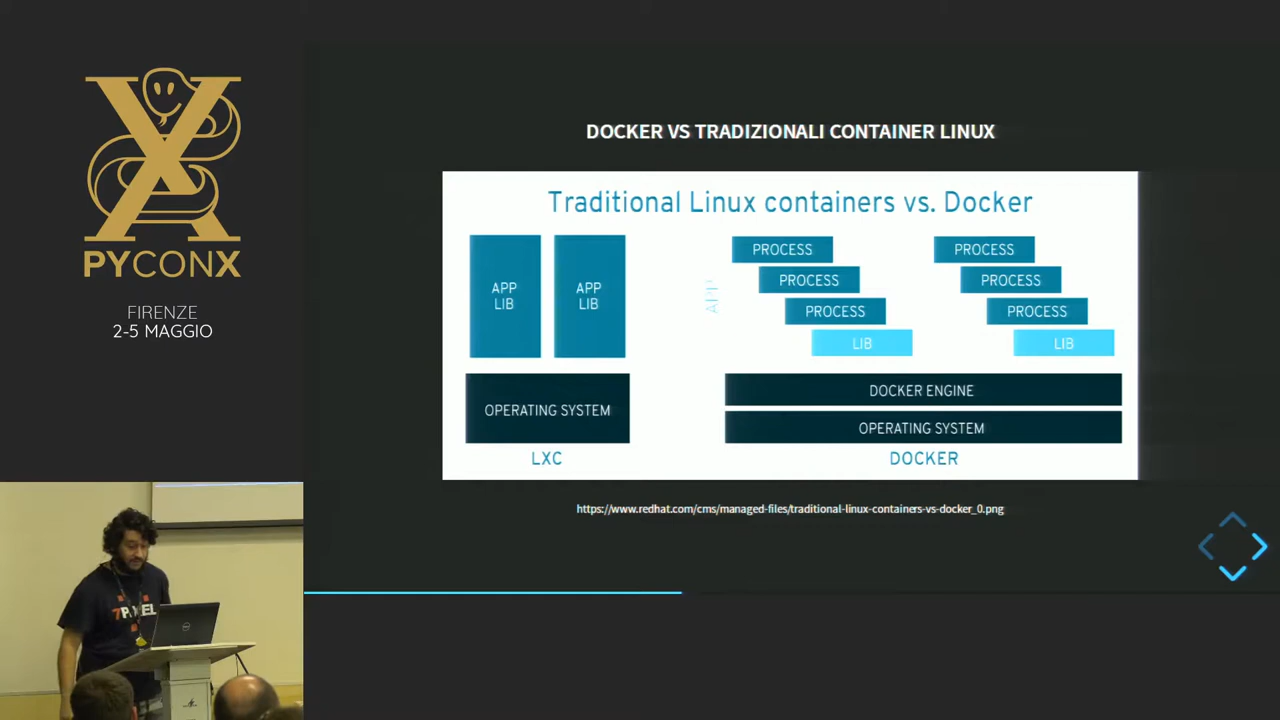 PYCONX
FIRENZE
2-5 MAGGIO
DOCKER VS TRADIZIONALI CONTAINER LINUX
Traditional Linux containers vs. Docker
APP
LIB
APP
LIB
OPERATING SYSTEM
LXC
APP
PROCESS
PROCESS
PROCESS
LIB
PROCESS
PROCESS
PROCESS
LIB
DOCKER ENGINE
OPERATING SYSTEM
DOCKER
https://www.redhat.com/cms/managed-files/traditional-linux-containers-vs-docker_0.png
7PIXEL